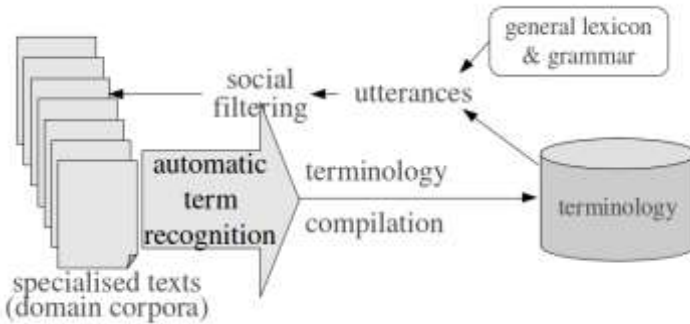 general lexicon
& grammar
social
filtering
utterances
automatic
term
recognition
terminology
compilation
terminology
specialised texts
(domain corpora)